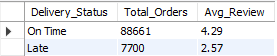 Delivery_Status Total_Orders Avg_Review
On Time 88661 4.29
Late 7700 2.57